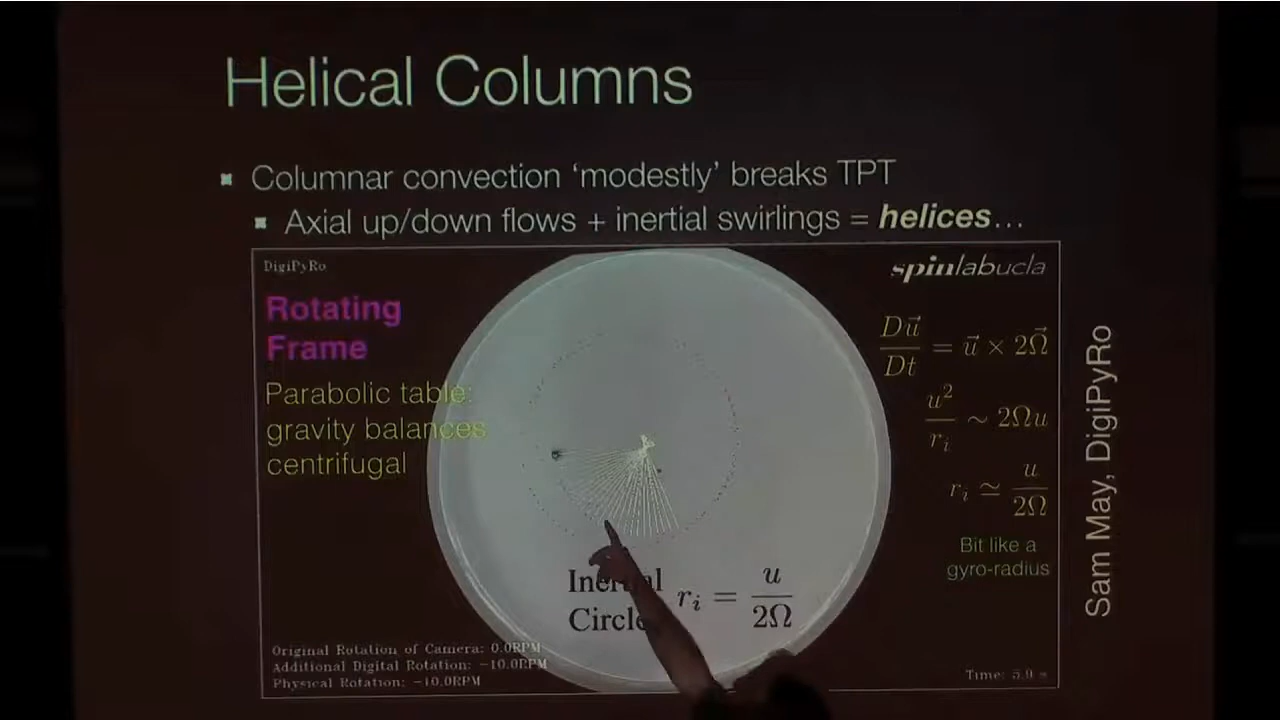 Helical Columns
Columnar convection ‘modestly’ breaks TPT
Axial up/down flows + inertial swirlings = helices…
DigiPyRo
spinlabucla
Rotating
Frame
Parabolic table:
gravity balances
centrifugal
Du⃗/Dt = u⃗ × 2Ω⃗
u²/rᵢ ~ 2Ωu
rᵢ ≃ u/2Ω
Bit like a
gyro-radius
Inertial
Circle
rᵢ = u/2Ω
Original Rotation of Camera: 0.0RPM
Additional Digital Rotation: -10.0RPM
Physical Rotation: -10.0RPM
Time: 5.9 s
Sam May, DigiPyRo